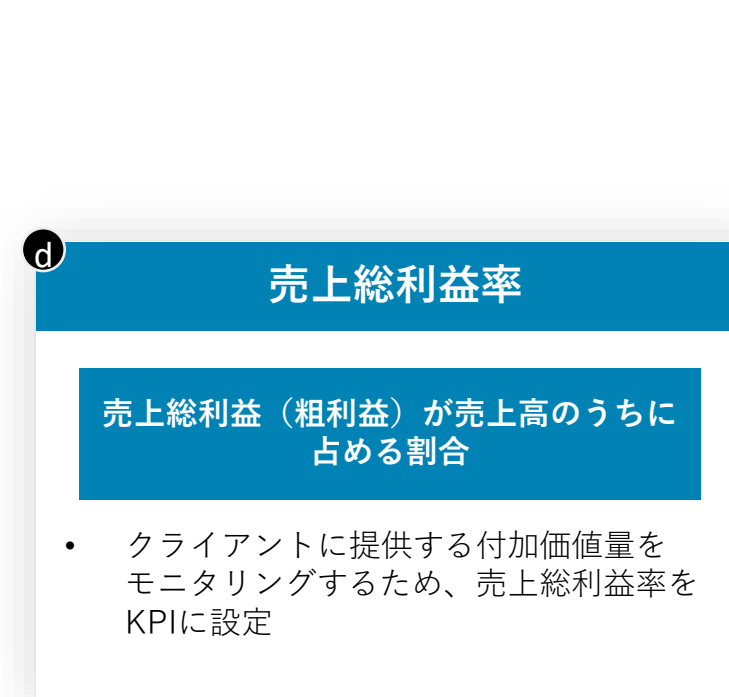 d
売上総利益率
売上総利益（粗利益）が売上高のうちに
占める割合
• クライアントに提供する付加価値量を
モニタリングするため、売上総利益率を
KPIに設定